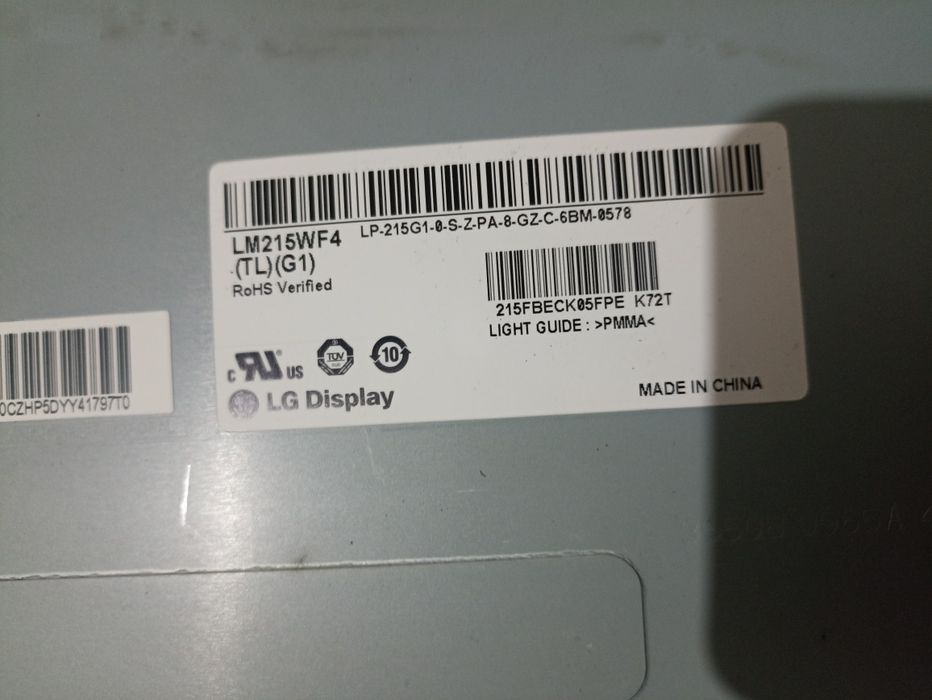 LP-215G1-0-S-Z-PA-8-GZ-C-6BM-0578
LM215WF4
(TL)(G1)
RoHS Verified
215FBECK05FPE K72T
LIGHT GUIDE : >PMMA<
c RU US
TÜV
10
LG Display
MADE IN CHINA
0CZHP5DYY41797T0